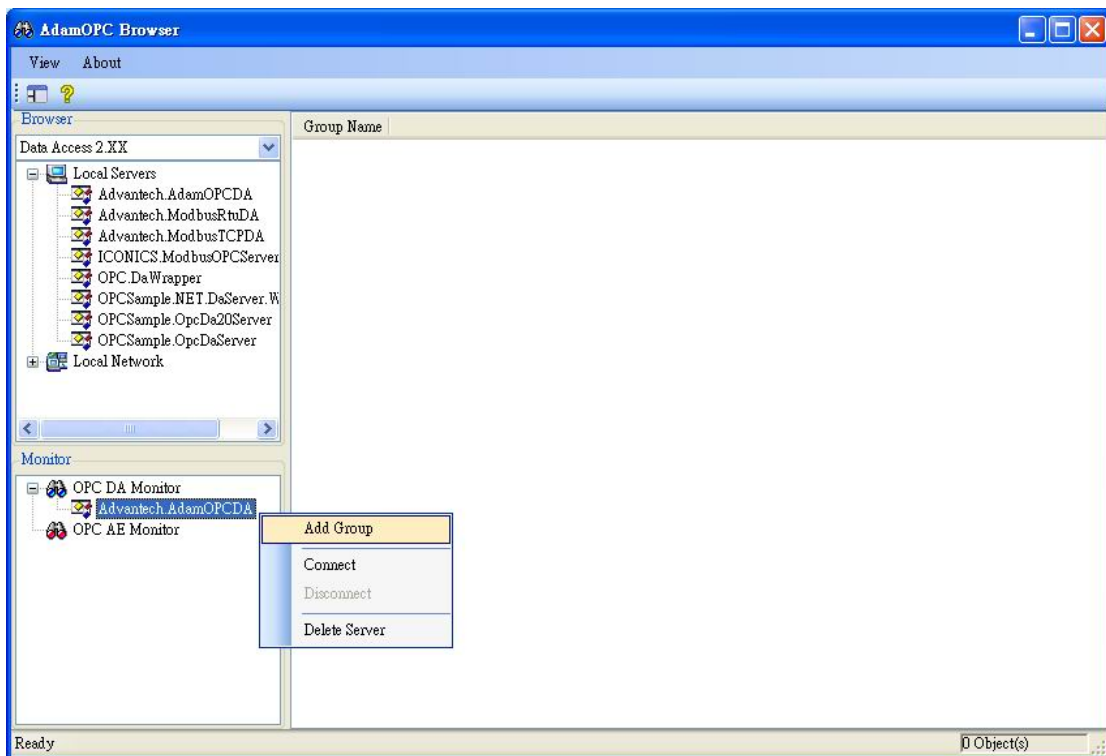 AdamOPC Browser
View About
Browser
Data Access 2.XX
Local Servers
Advantech.AdamOPCDA
Advantech.ModbusRtuDA
Advantech.ModbusTCPDA
ICONICS.ModbusOPCServer
OPC.DaWrapper
OPCSample.NET.DaServer.W
OPCSample.OpcDa20Server
OPCSample.OpcDaServer
Local Network
Group Name
Monitor
OPC DA Monitor
Advantech.AdamOPCDA
OPC AE Monitor
Add Group
Connect
Disconnect
Delete Server
Ready
0 Object(s)